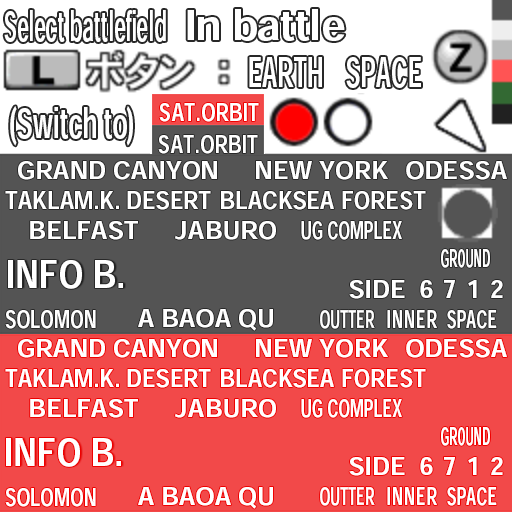 Select battlefield In battle
L ボタン : EARTH SPACE
Z
(Switch to) SAT.ORBIT
SAT.ORBIT
GRAND CANYON NEW YORK ODESSA
TAKLAM.K. DESERT BLACKSEA FOREST
BELFAST JABURO UG COMPLEX
GROUND
INFO B.
SIDE 6 7 1 2
SOLOMON A BAOA QU OUTTER INNER SPACE
GRAND CANYON NEW YORK ODESSA
TAKLAM.K. DESERT BLACKSEA FOREST
BELFAST JABURO UG COMPLEX
GROUND
INFO B.
SIDE 6 7 1 2
SOLOMON A BAOA QU OUTTER INNER SPACE